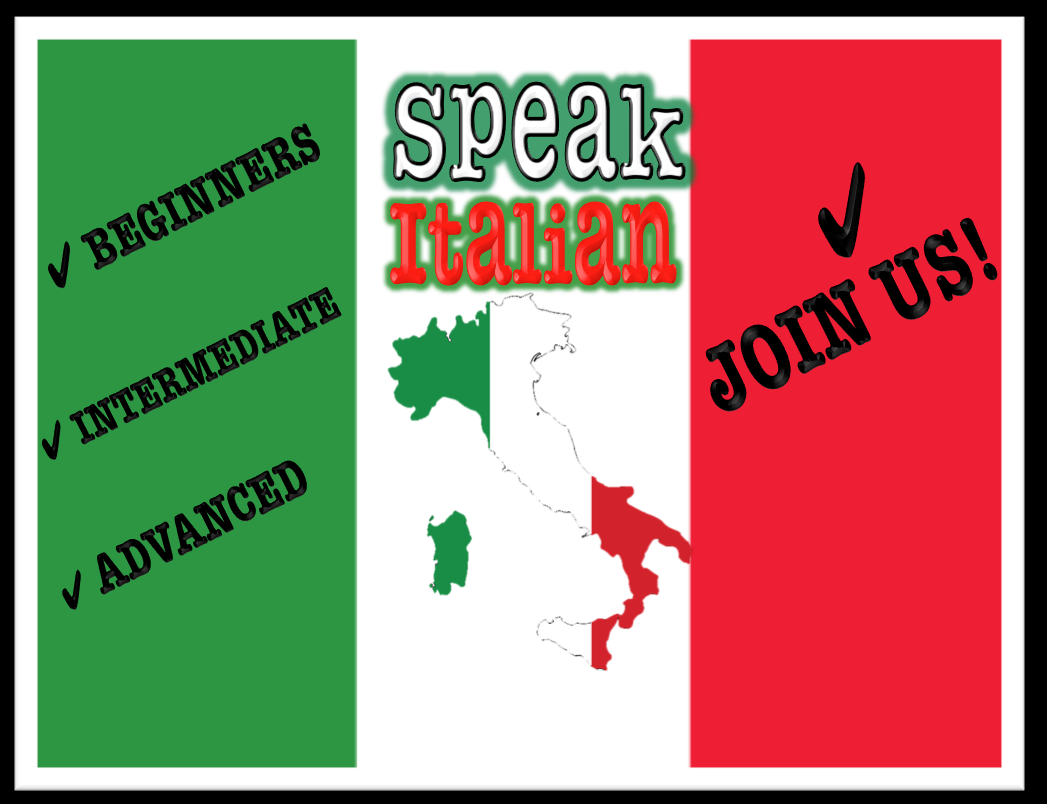 ✓ BEGINNERS
✓ INTERMEDIATE
✓ ADVANCED
speak
Italian
✓
JOIN US!